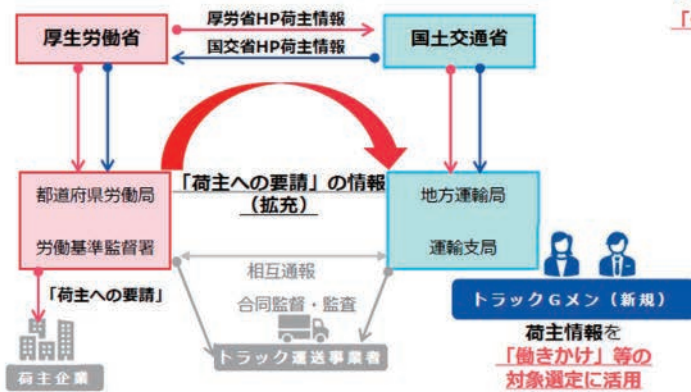 厚労省HP荷主情報
厚生労働省
国交省HP荷主情報
国土交通省
「荷主への要請」の情報
（拡充）
都道府県労働局
労働基準監督署
地方運輸局
運輸支局
相互通報
合同監督・監査
「荷主への要請」
荷主企業
トラック運送事業者
トラックGメン（新規）
荷主情報を
「働きかけ」等の
対象選定に活用